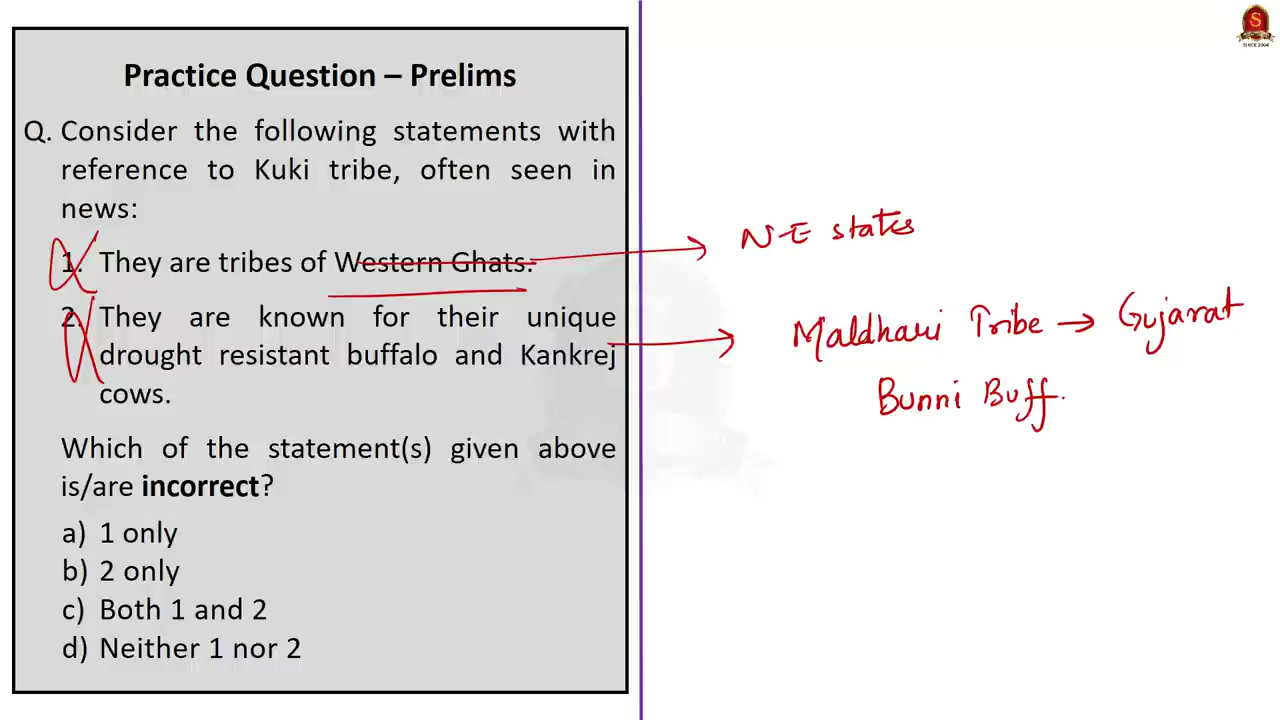 Practice Question – Prelims
Q. Consider the following statements with
reference to Kuki tribe, often seen in
news:
1. They are tribes of Western Ghats.
2. They are known for their unique
drought resistant buffalo and Kankrej
cows.
Which of the statement(s) given above
is/are incorrect?
a) 1 only
b) 2 only
c) Both 1 and 2
d) Neither 1 nor 2
N-E states
Maldhari Tribe → Gujarat
Bunni Buff.
S
SINCE 2004